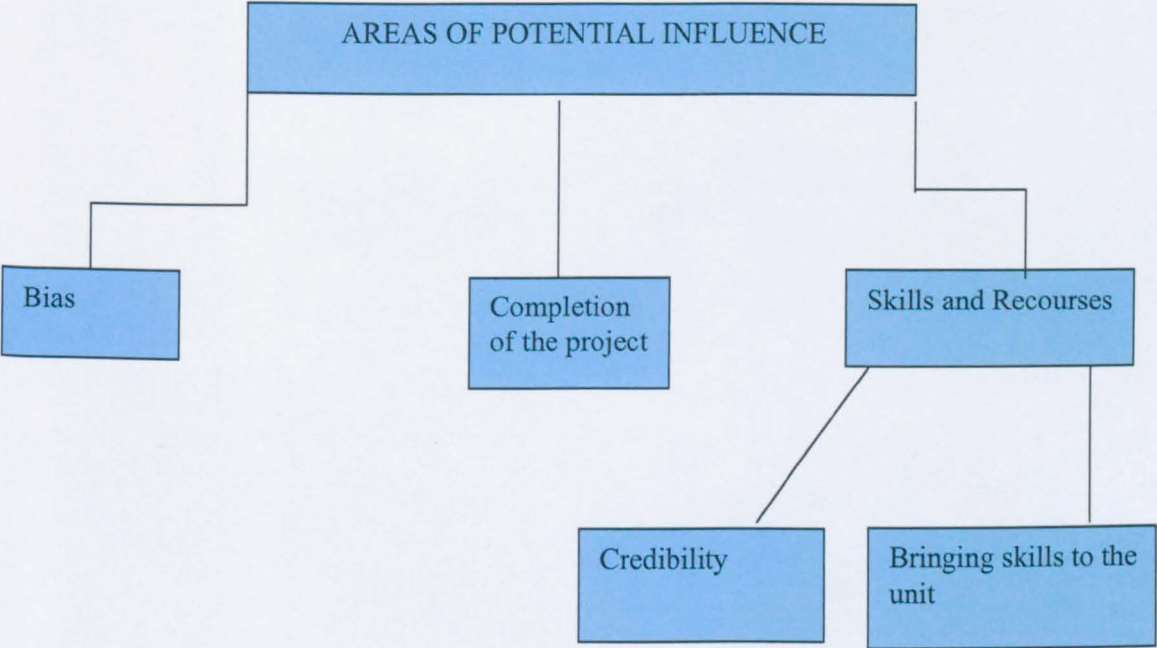 AREAS OF POTENTIAL INFLUENCE
Bias
Completion
of the project
Skills and Recourses
Credibility
Bringing skills to the
unit